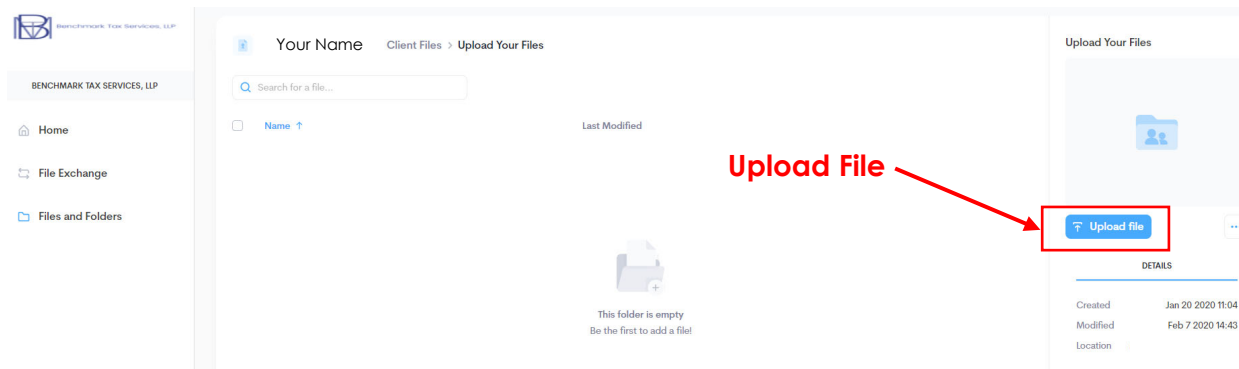 Benchmark Tax Services, LLP
BENCHMARK TAX SERVICES, LLP
Home
File Exchange
Files and Folders
Your Name Client Files > Upload Your Files
Search for a file...
Name ↑ Last Modified
Upload File
This folder is empty
Be the first to add a file!
Upload Your Files
Upload file
DETAILS
Created Jan 20 2020 11:04
Modified Feb 7 2020 14:43
Location